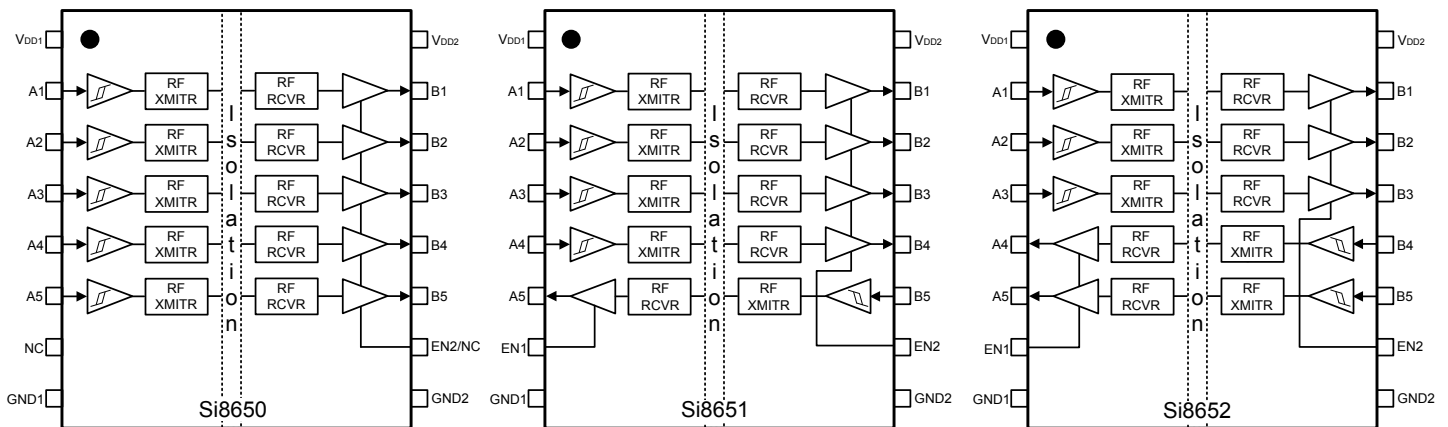 VDD1
VDD2
A1
RF XMITR
RF RCVR
B1
A2
RF XMITR
RF RCVR
B2
A3
RF XMITR
RF RCVR
B3
A4
RF XMITR
RF RCVR
B4
A5
RF XMITR
RF RCVR
B5
Isolation
NC
EN2/NC
GND1
GND2
Si8650
VDD1
VDD2
A1
RF XMITR
RF RCVR
B1
A2
RF XMITR
RF RCVR
B2
A3
RF XMITR
RF RCVR
B3
A4
RF XMITR
RF RCVR
B4
A5
RF RCVR
RF XMITR
B5
Isolation
EN1
EN2
GND1
GND2
Si8651
VDD1
VDD2
A1
RF XMITR
RF RCVR
B1
A2
RF XMITR
RF RCVR
B2
A3
RF XMITR
RF RCVR
B3
A4
RF RCVR
RF XMITR
B4
A5
RF RCVR
RF XMITR
B5
Isolation
EN1
EN2
GND1
GND2
Si8652